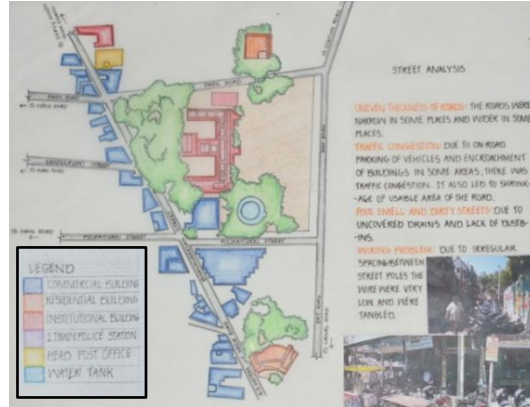 STREET ANALYSIS
UNEVEN THICKNESS OF ROADS: THE ROADS WERE
NARROW IN SOME PLACES AND WIDER IN SOME
PLACES.
TRAFFIC CONGESTION: DUE TO ON-ROAD
PARKING OF VEHICLES AND ENCROACHMENT
OF BUILDINGS IN SOME AREAS, THERE WAS
TRAFFIC CONGESTION. IT ALSO LED TO SHRINK-
-AGE OF USABLE AREA OF THE ROAD.
FOUL SMELL AND DIRTY STREETS: DUE TO
UNCOVERED DRAINS AND LACK OF DUSTB-
-INS.
WIRING PROBLEM: DUE TO IRREGULAR
SPACING BETWEEN
STREET POLES THE
WIRE WERE VERY
LOW AND WERE
TANGLED.
PARK ROAD
PARK ROAD
STREET
STREET
LEGEND
COMMERCIAL BUILDING
RESIDENTIAL BUILDING
INSTITUTIONAL BUILDING
TOWN POLICE STATION
HEAD POST OFFICE
WATER TANK